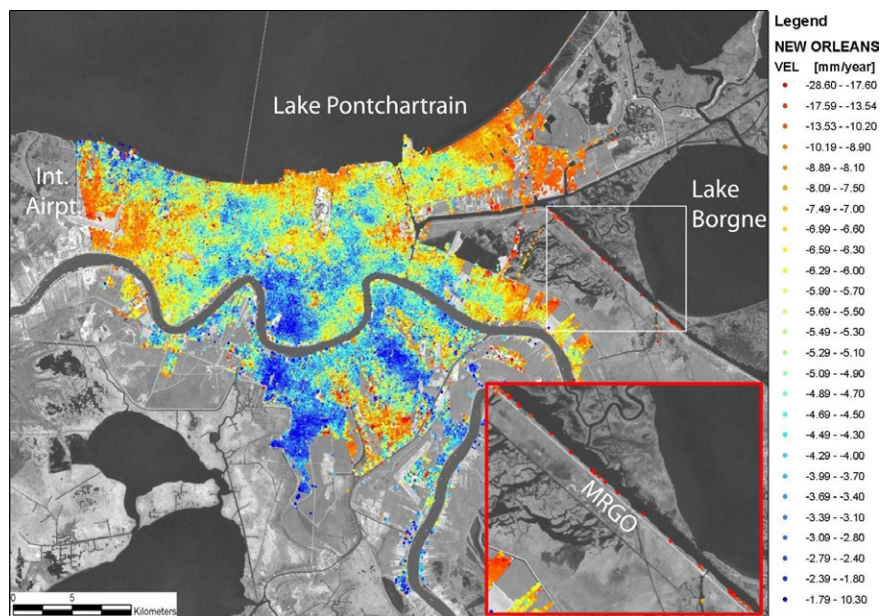 Lake Pontchartrain
Int.
Airpt.
Lake
Borgne
MRGO
0
5
10
Kilometers
Legend
NEW ORLEANS
VEL [mm/year]
-28.60 - -17.60
-17.59 - -13.54
-13.53 - -10.20
-10.19 - -8.90
-8.89 - -8.10
-8.09 - -7.50
-7.49 - -7.00
-6.99 - -6.60
-6.59 - -6.30
-6.29 - -6.00
-5.99 - -5.70
-5.69 - -5.50
-5.49 - -5.30
-5.29 - -5.10
-5.09 - -4.90
-4.89 - -4.70
-4.69 - -4.50
-4.49 - -4.30
-4.29 - -4.00
-3.99 - -3.70
-3.69 - -3.40
-3.39 - -3.10
-3.09 - -2.80
-2.79 - -2.40
-2.39 - -1.80
-1.79 - 10.30